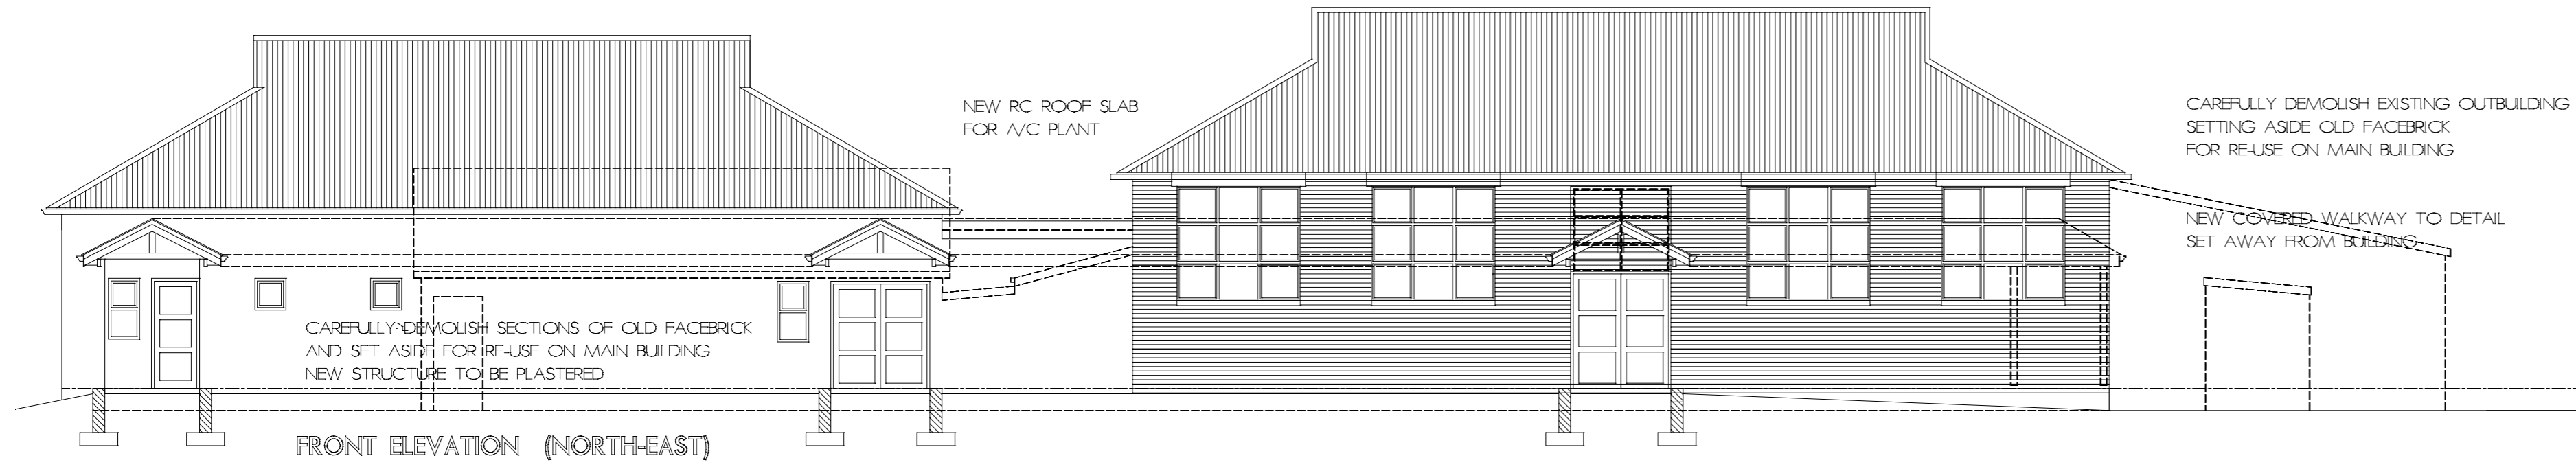 NEW RC ROOF SLAB
FOR A/C PLANT
CAREFULLY DEMOLISH EXISTING OUTBUILDING
SETTING ASIDE OLD FACEBRICK
FOR RE-USE ON MAIN BUILDING
NEW COVERED WALKWAY TO DETAIL
SET AWAY FROM BUILDING
CAREFULLY DEMOLISH SECTIONS OF OLD FACEBRICK
AND SET ASIDE FOR RE-USE ON MAIN BUILDING
NEW STRUCTURE TO BE PLASTERED
FRONT ELEVATION (NORTH-EAST)